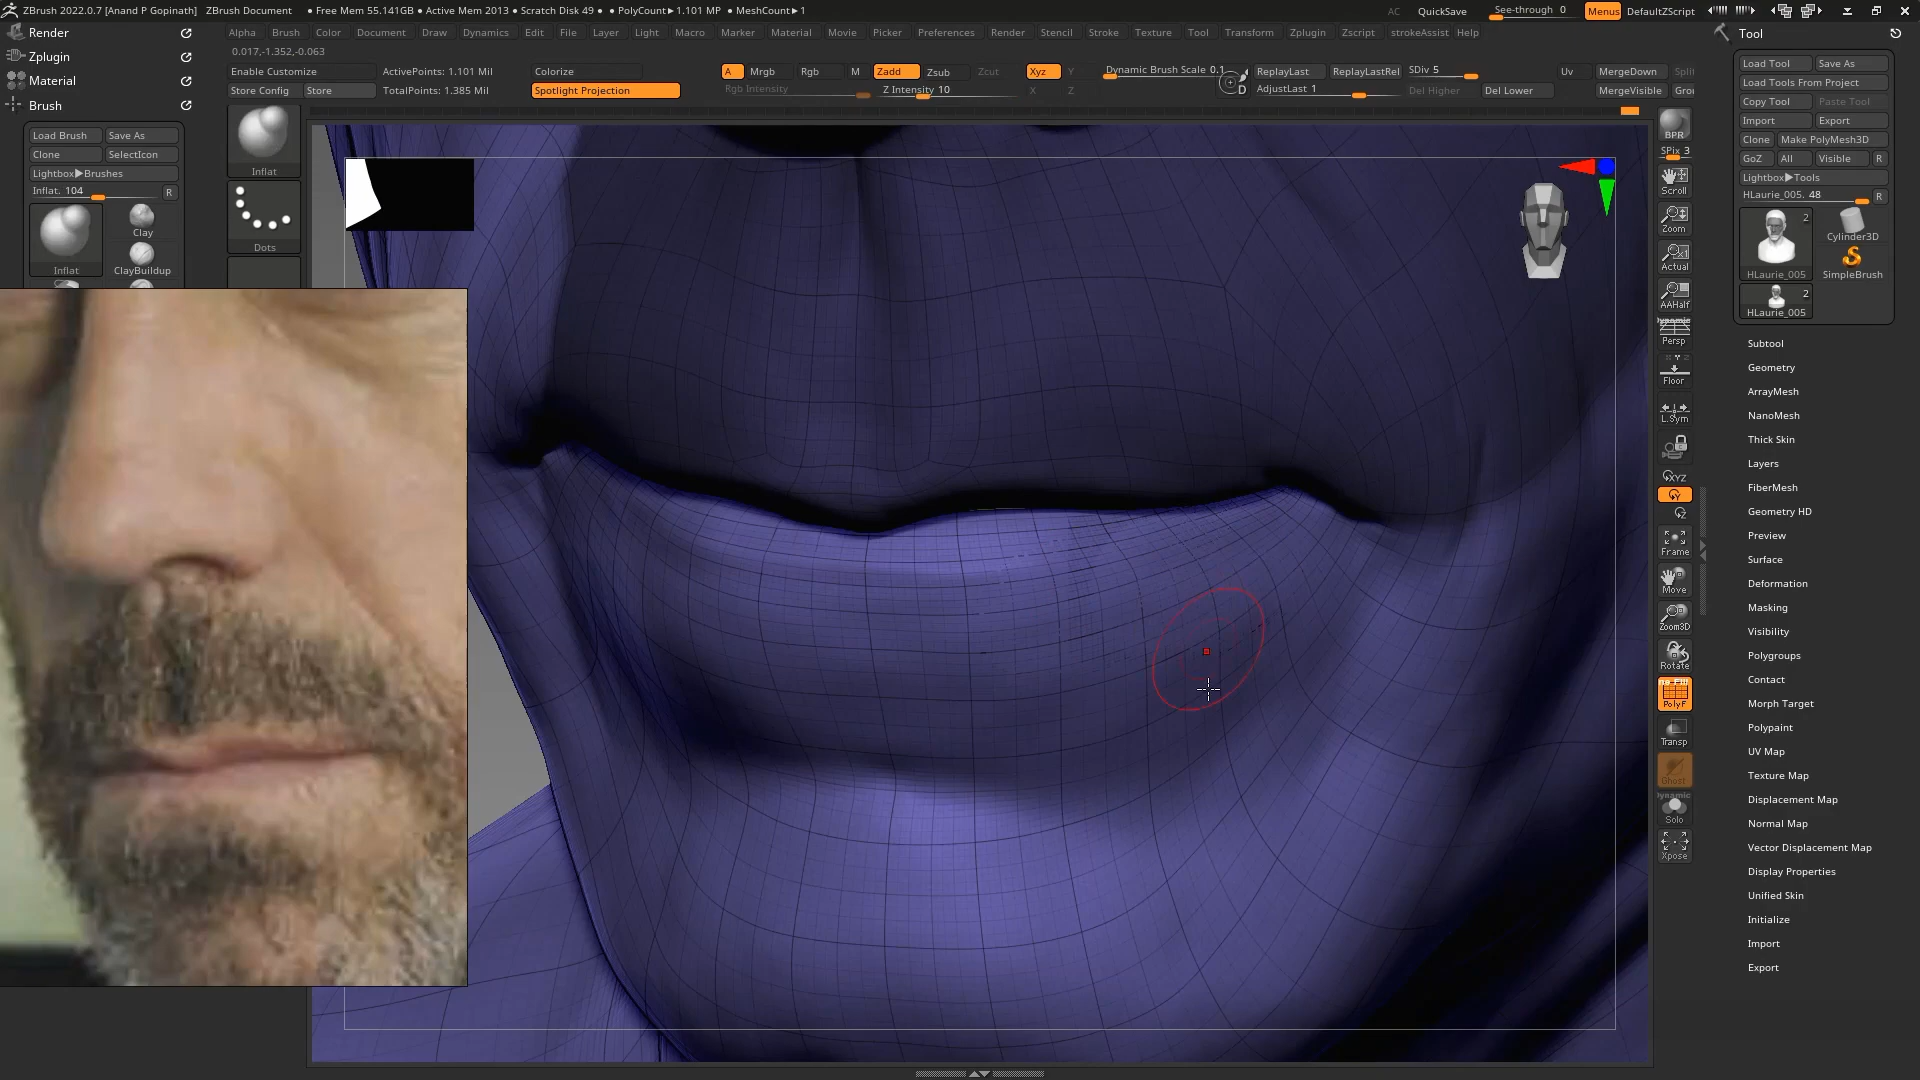 ZBrush 2022.0.7 [Anand P Gopinath] ZBrush Document • Free Mem 55.141GB • Active Mem 2013 • Scratch Disk 49 • • PolyCount▶1.101 MP • MeshCount▶1
AC QuickSave See-through 0 Menus DefaultZScript
Render
Alpha Brush Color Document Draw Dynamics Edit File Layer Light Macro Marker Material Movie Picker Preferences Render Stencil Stroke Texture Tool Transform Zplugin Zscript strokeAssist Help
Tool
0.017,-1.352,-0.063
Zplugin
Material
Brush
Enable Customize ActivePoints: 1.101 Mil Colorize A Mrgb Rgb M Zadd Zsub Zcut Xyz Y Dynamic Brush Scale 0.1 D ReplayLast ReplayLastRel SDiv 5 Uv MergeDown Split
Store Config Store TotalPoints: 1.385 Mil Spotlight Projection Rgb Intensity Z Intensity 10 X Z AdjustLast 1 Del Higher Del Lower MergeVisible Grou
Load Tool Save As
Load Tools From Project
Copy Tool Paste Tool
Import Export
Clone Make PolyMesh3D
GoZ All Visible R
Lightbox▶Tools
HLaurie_005. 48 R
2
HLaurie_005
Cylinder3D
SimpleBrush
2
HLaurie_005
Load Brush Save As
Clone SelectIcon
Lightbox▶Brushes
Inflat. 104 R
Inflat
Clay
ClayBuildup
Inflat
Dots
BPR
SPix 3
Scroll
Zoom
Actual
AAHalf
Dynamic
Persp
Floor
L.Sym
XYZ
Y
Z
Frame
Move
Zoom3D
Rotate
PolyF
Transp
Ghost
Dynamic
Solo
Xpose
Subtool
Geometry
ArrayMesh
NanoMesh
Thick Skin
Layers
FiberMesh
Geometry HD
Preview
Surface
Deformation
Masking
Visibility
Polygroups
Contact
Morph Target
Polypaint
UV Map
Texture Map
Displacement Map
Normal Map
Vector Displacement Map
Display Properties
Unified Skin
Initialize
Import
Export